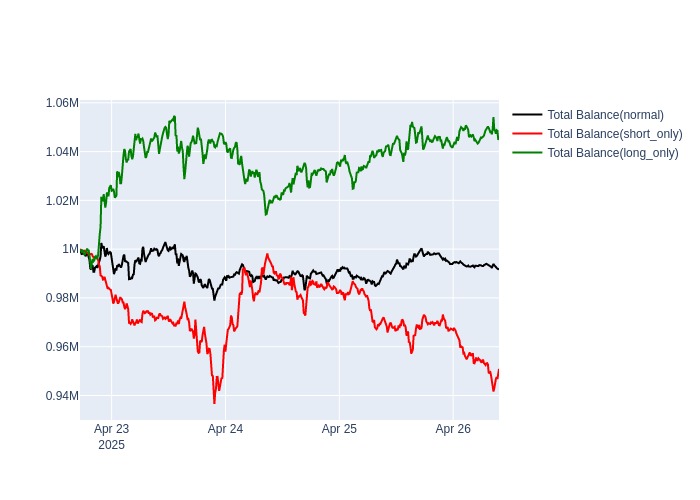 1.06M
1.04M
1.02M
1M
0.98M
0.96M
0.94M
Apr 23
2025
Apr 24
Apr 25
Apr 26
Total Balance(normal)
Total Balance(short_only)
Total Balance(long_only)